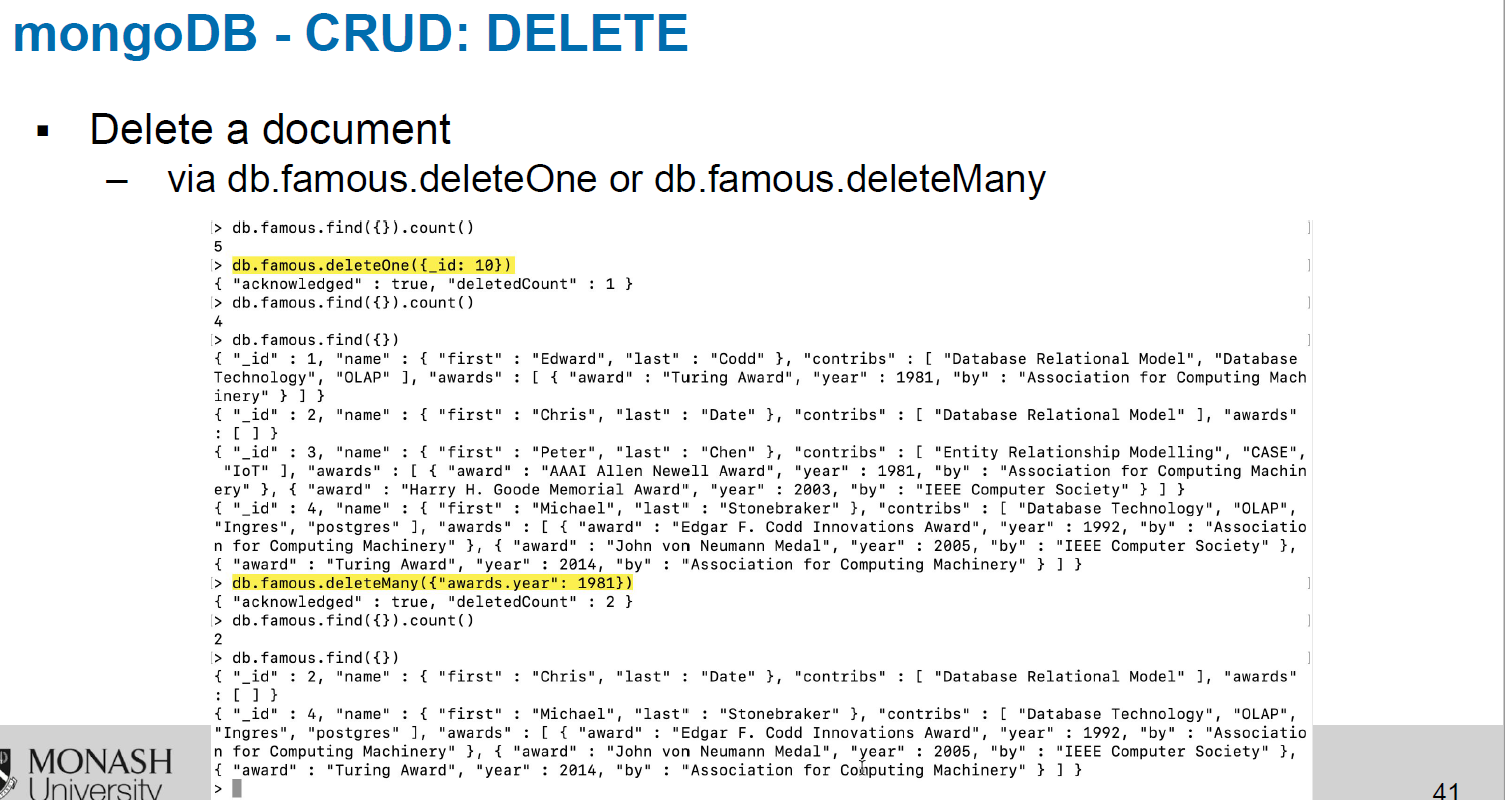 mongoDB - CRUD: DELETE
▪ Delete a document
– via db.famous.deleteOne or db.famous.deleteMany
> db.famous.find({}).count()
5
> db.famous.deleteOne({_id: 10})
{ "acknowledged" : true, "deletedCount" : 1 }
> db.famous.find({}).count()
4
> db.famous.find({})
{ "_id" : 1, "name" : { "first" : "Edward", "last" : "Codd" }, "contribs" : [ "Database Relational Model", "Database
Technology", "OLAP" ], "awards" : [ { "award" : "Turing Award", "year" : 1981, "by" : "Association for Computing Mach
inery" } ] }
{ "_id" : 2, "name" : { "first" : "Chris", "last" : "Date" }, "contribs" : [ "Database Relational Model" ], "awards"
: [ ] }
{ "_id" : 3, "name" : { "first" : "Peter", "last" : "Chen" }, "contribs" : [ "Entity Relationship Modelling", "CASE",
"IoT" ], "awards" : [ { "award" : "AAAI Allen Newell Award", "year" : 1981, "by" : "Association for Computing Machin
ery" }, { "award" : "Harry H. Goode Memorial Award", "year" : 2003, "by" : "IEEE Computer Society" } ] }
{ "_id" : 4, "name" : { "first" : "Michael", "last" : "Stonebraker" }, "contribs" : [ "Database Technology", "OLAP",
"Ingres", "postgres" ], "awards" : [ { "award" : "Edgar F. Codd Innovations Award", "year" : 1992, "by" : "Associatio
n for Computing Machinery" }, { "award" : "John von Neumann Medal", "year" : 2005, "by" : "IEEE Computer Society" },
{ "award" : "Turing Award", "year" : 2014, "by" : "Association for Computing Machinery" } ] }
> db.famous.deleteMany({"awards.year": 1981})
{ "acknowledged" : true, "deletedCount" : 2 }
> db.famous.find({}).count()
2
> db.famous.find({})
{ "_id" : 2, "name" : { "first" : "Chris", "last" : "Date" }, "contribs" : [ "Database Relational Model" ], "awards"
: [ ] }
{ "_id" : 4, "name" : { "first" : "Michael", "last" : "Stonebraker" }, "contribs" : [ "Database Technology", "OLAP",
"Ingres", "postgres" ], "awards" : [ { "award" : "Edgar F. Codd Innovations Award", "year" : 1992, "by" : "Associatio
n for Computing Machinery" }, { "award" : "John von Neumann Medal", "year" : 2005, "by" : "IEEE Computer Society" },
{ "award" : "Turing Award", "year" : 2014, "by" : "Association for Computing Machinery" } ] }
>
MONASH
University
41